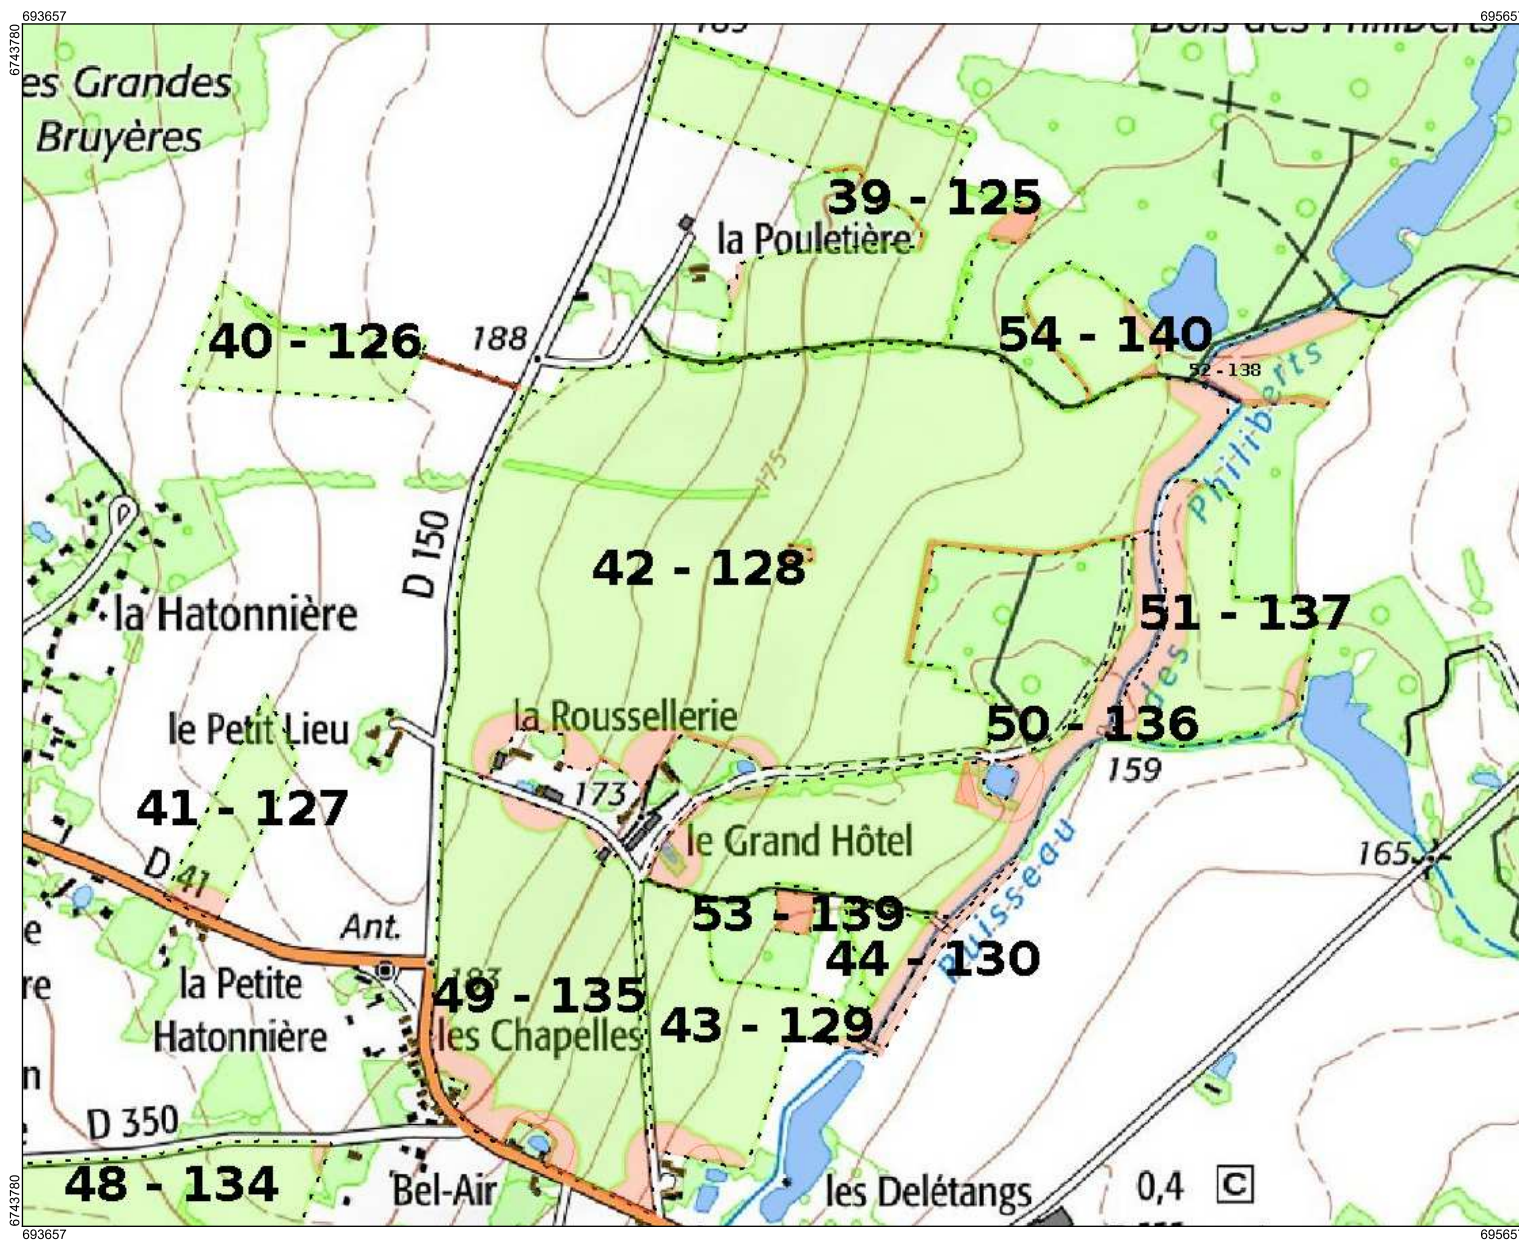 693657
695657
6743780
Bois des Philiberts
189
es Grandes
Bruyères
39 - 125
la Pouletière
40 - 126
188
54 - 140
52 - 138
Philiberts
175
D 150
42 - 128
la Hatonnière
51 - 137
des
la Roussellerie
50 - 136
le Petit Lieu
159
173
41 - 127
le Grand Hôtel
165
D 41
53 - 139
Ruisseau
Ant.
e
44 - 130
183
la Petite
Hatonnière
re
49 - 135
43 - 129
les Chapelles
n
D 350
48 - 134
Bel-Air
les Delétangs
0,4 C
6743780
693657
695657